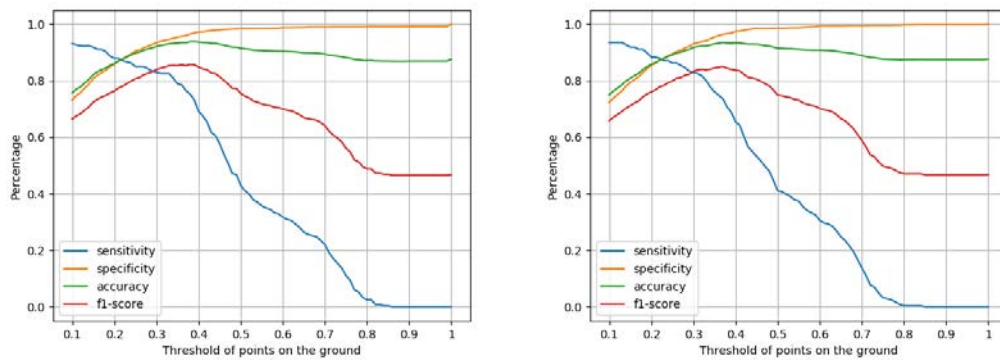 1.0
0.8
0.6
0.4
0.2
0.0
Percentage
sensitivity
specificity
accuracy
f1-score
0.1 0.2 0.3 0.4 0.5 0.6 0.7 0.8 0.9 1
Threshold of points on the ground
1.0
0.8
0.6
0.4
0.2
0.0
Percentage
sensitivity
specificity
accuracy
f1-score
0.1 0.2 0.3 0.4 0.5 0.6 0.7 0.8 0.9 1
Threshold of points on the ground